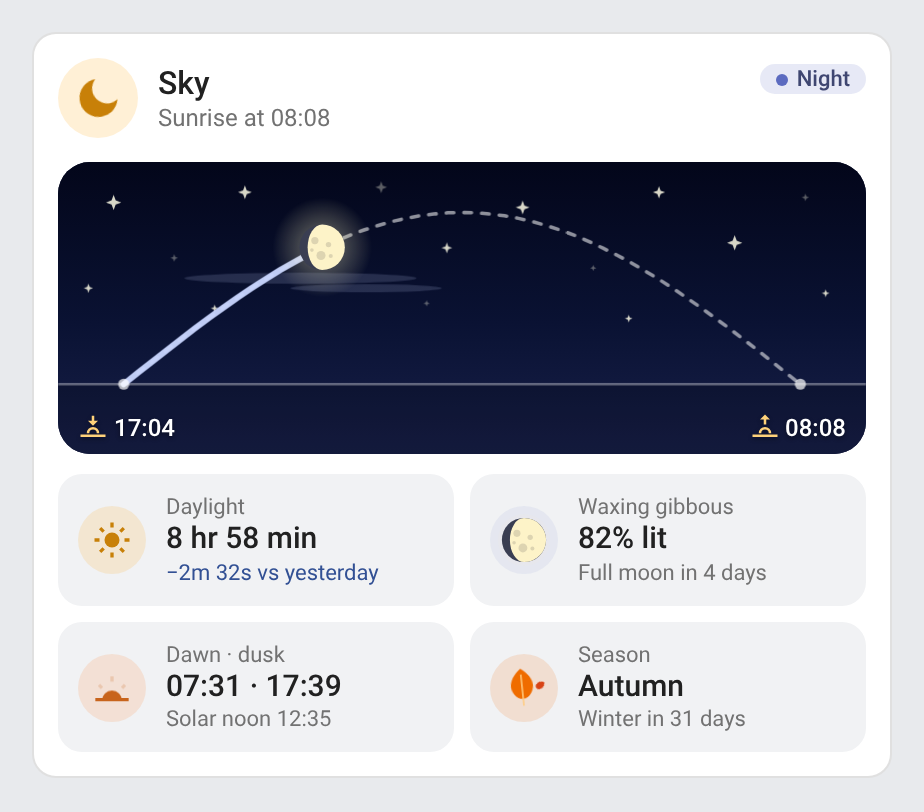 Sky
Sunrise at 08:08
Night
17:04
08:08
Daylight
8 hr 58 min
−2m 32s vs yesterday
Waxing gibbous
82% lit
Full moon in 4 days
Dawn · dusk
07:31 · 17:39
Solar noon 12:35
Season
Autumn
Winter in 31 days